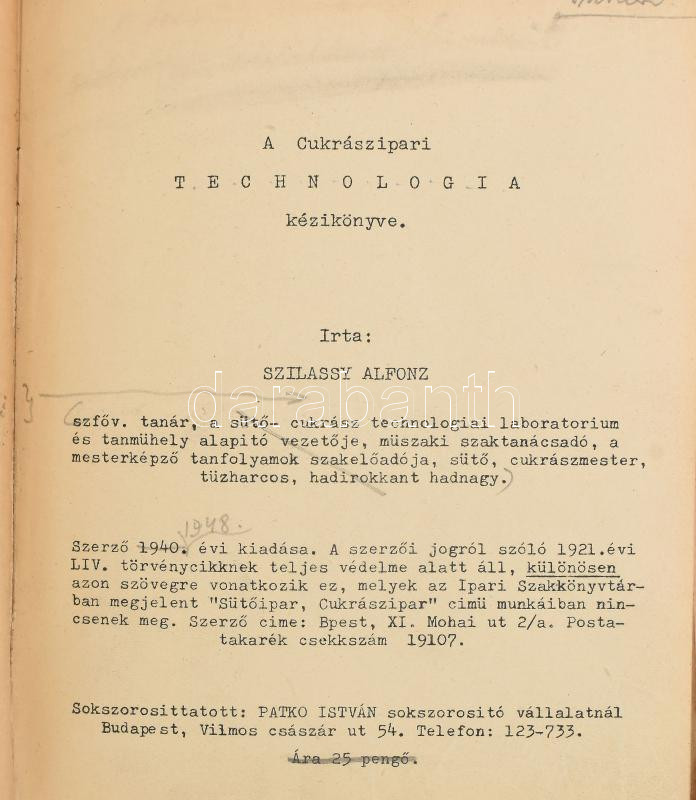 A Cukrászipari
T E C H N O L O G I A
kézikönyve.
Irta:
SZILASSY ALFONZ
darabanth
szfőv. tanár, a sütő- cukrász technologiai laboratorium
és tanmühely alapitó vezetője, müszaki szaktanácsadó, a
mesterképző tanfolyamok szakelőadója, sütő, cukrászmester,
tüzharcos, hadirokkant hadnagy.)
1948.
Szerző 1940. évi kiadása. A szerzői jogról szóló 1921.évi
LIV. törvénycikknek teljes védelme alatt áll, különösen
azon szövegre vonatkozik ez, melyek az Ipari Szakkönyvtár-
ban megjelent "Sütőipar, Cukrászipar" cimü munkáiban nin-
csenek meg. Szerző cime: Bpest, XI. Mohai ut 2/a. Posta-
takarék csekkszám 19107.
Sokszorosittatott: PATKO ISTVÁN sokszorositó vállalatnál
Budapest, Vilmos császár ut 54. Telefon: 123-733.
Ára 25 pengő.